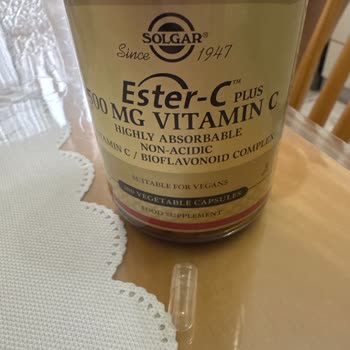 SOLGAR®
Since 1947
Ester-C™ PLUS
500 MG VITAMIN C
HIGHLY ABSORBABLE
NON-ACIDIC
VITAMIN C / BIOFLAVONOID COMPLEX
SUITABLE FOR VEGANS
VEGETABLE CAPSULES
FOOD SUPPLEMENT